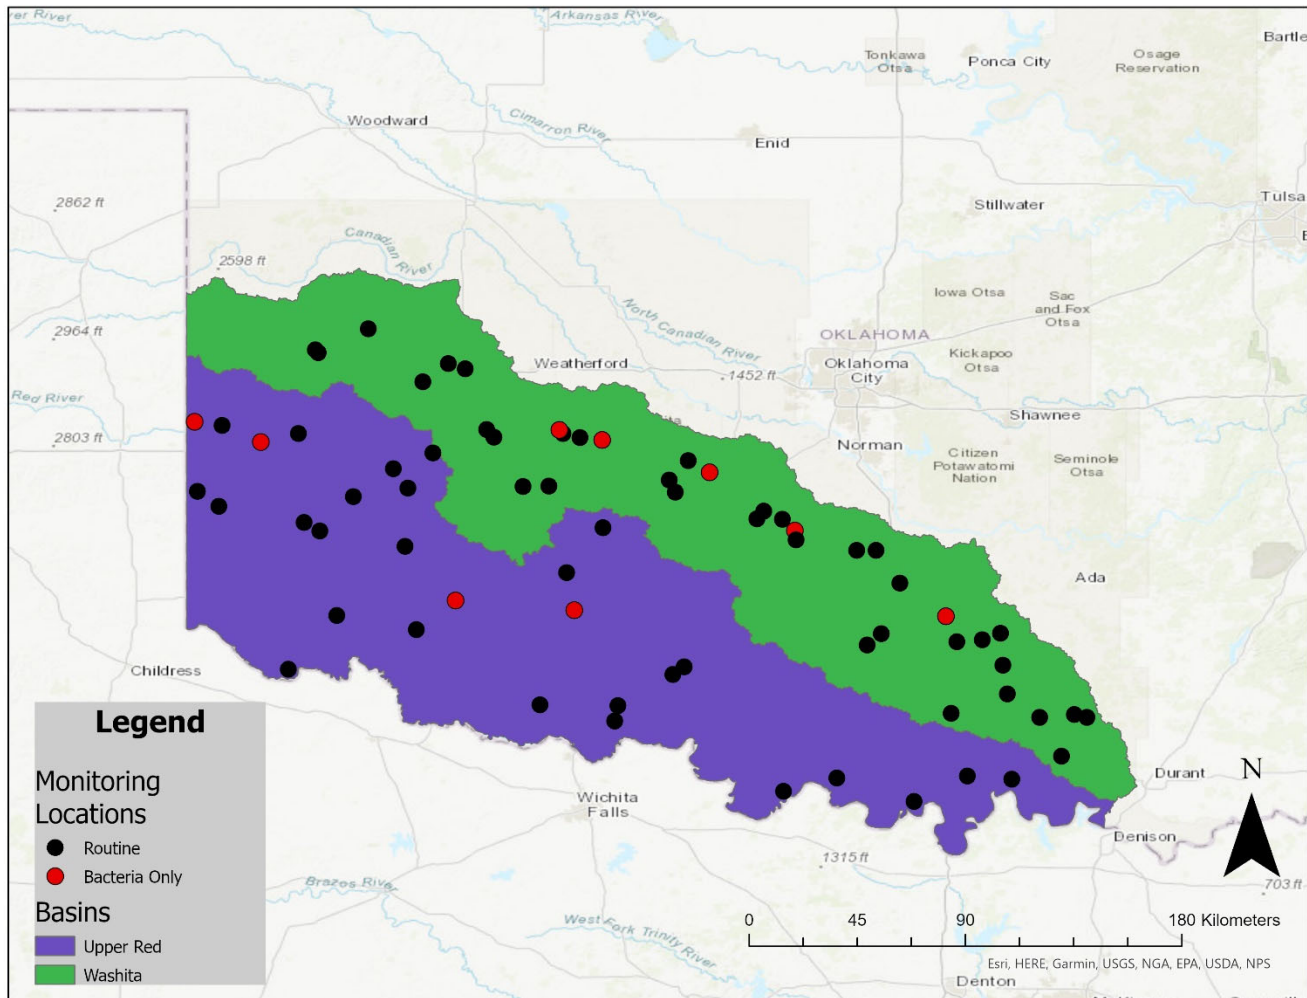 ver River
Arkansas River
Bartle
Tonkawa
Otsa
Ponca City
Osage
Reservation
Woodward
Cimarron River
Enid
2862 ft
Stillwater
Tulsa
Canadian River
2598 ft
E
Iowa Otsa
Sac
and Fox
Otsa
North Canadian River
2964 ft
OKLAHOMA
Weatherford
Oklahoma
City
Kickapoo
Otsa
1452 ft
Red River
Shawnee
2803 ft
Norman
Citizen
Potawatomi
Nation
Seminole
Otsa
Ada
Childress
Legend
Monitoring
Locations
Routine
Bacteria Only
Basins
Upper Red
Washita
Wichita
Falls
N
Durant
Denison
1315 ft
703 ft
Brazos River
West Fork Trinity River
0 45 90 180 Kilometers
Esri, HERE, Garmin, USGS, NGA, EPA, USDA, NPS
Denton